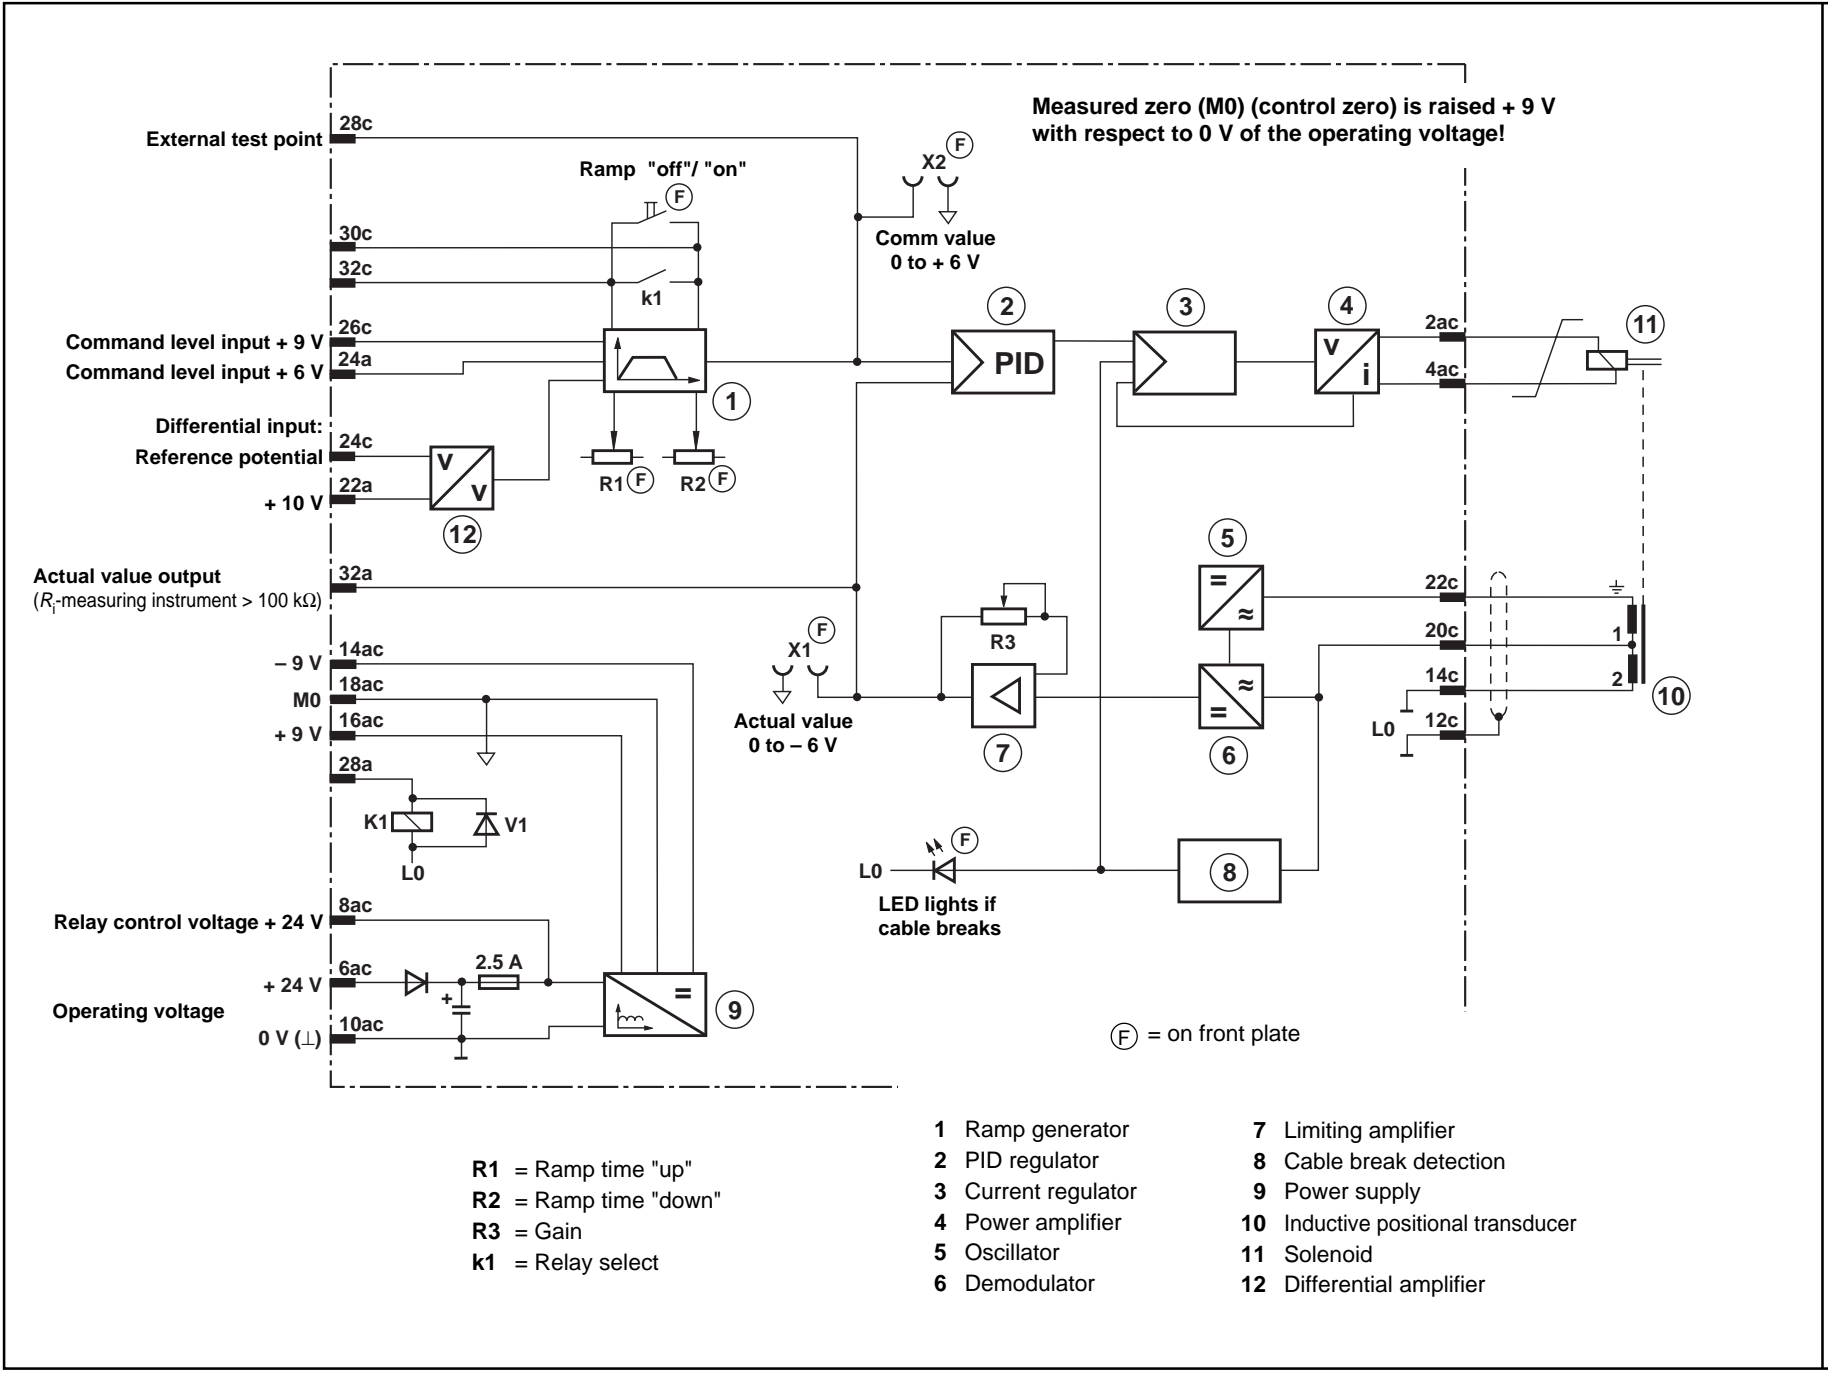 Measured zero (M0) (control zero) is raised + 9 V
with respect to 0 V of the operating voltage!
External test point
28c
Ramp "off"/ "on"
F
X2
F
Comm value
0 to + 6 V
30c
32c
k1
Command level input + 9 V
26c
Command level input + 6 V
24a
1
2
PID
3
4
v
i
2ac
4ac
11
Differential input:
Reference potential
24c
+ 10 V
22a
v
v
12
R1
F
R2
F
Actual value output
(Ri-measuring instrument > 100 kΩ)
32a
5
=
≈
22c
20c
14c
12c
L0
1
2
10
R3
X1
F
Actual value
0 to – 6 V
7
≈
=
6
– 9 V
14ac
M0
18ac
+ 9 V
16ac
28a
K1
V1
L0
L0
F
LED lights if
cable breaks
8
Relay control voltage + 24 V
8ac
+ 24 V
6ac
2.5 A
+
Operating voltage
0 V (⊥)
10ac
=
9
F = on front plate
R1 = Ramp time "up"
R2 = Ramp time "down"
R3 = Gain
k1 = Relay select
1 Ramp generator
2 PID regulator
3 Current regulator
4 Power amplifier
5 Oscillator
6 Demodulator
7 Limiting amplifier
8 Cable break detection
9 Power supply
10 Inductive positional transducer
11 Solenoid
12 Differential amplifier